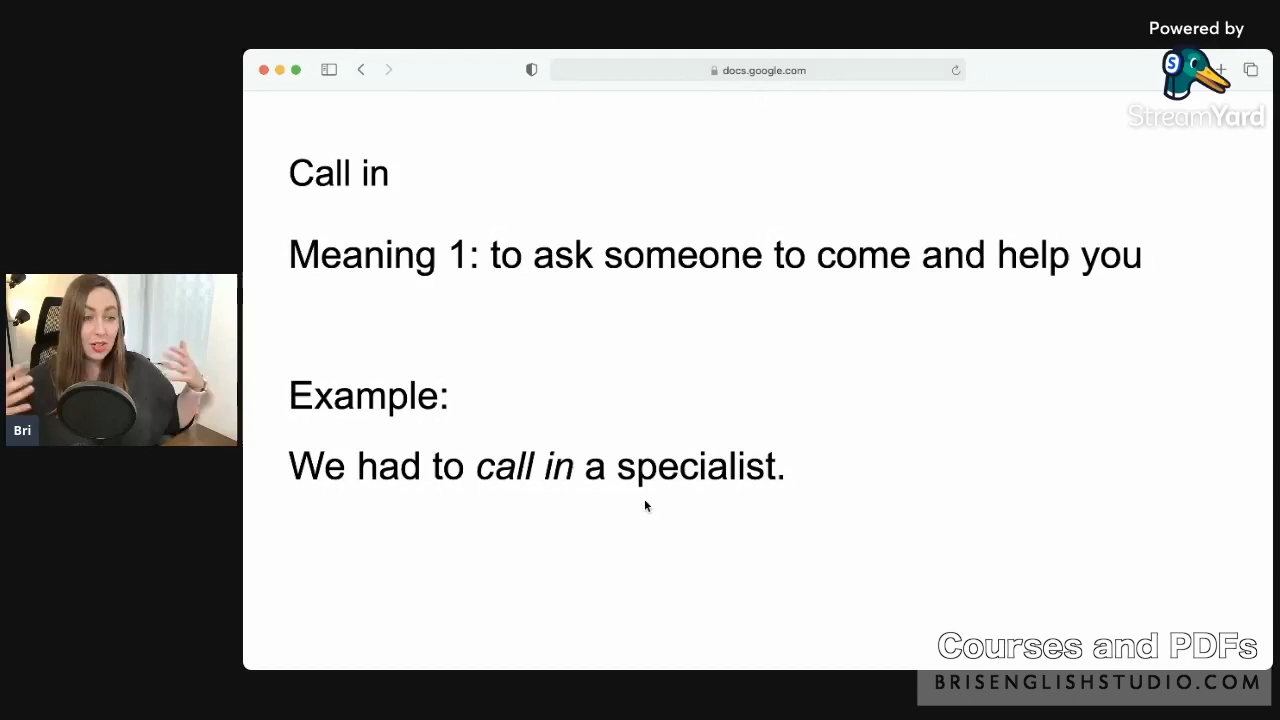 Powered by
docs.google.com
S
StreamYard
Call in
Meaning 1: to ask someone to come and help you
Example:
We had to call in a specialist.
Bri
Courses and PDFs
BRISENGLISHSTUDIO.COM